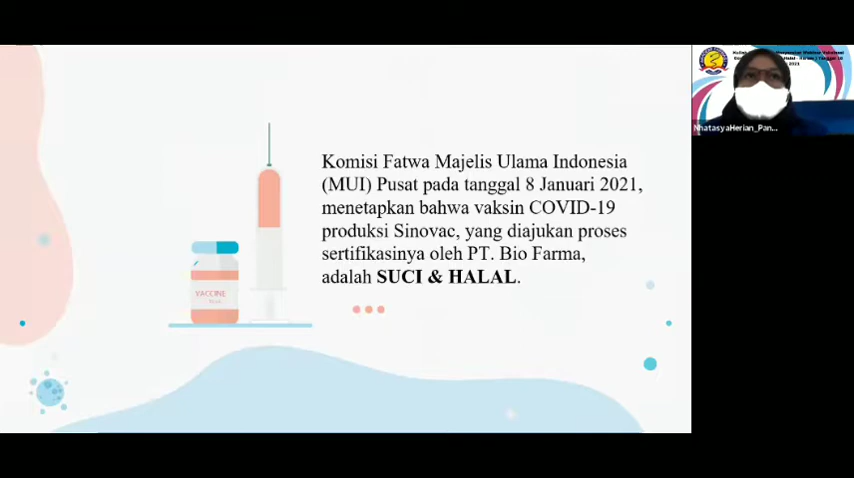 Komisi Fatwa Majelis Ulama Indonesia
(MUI) Pusat pada tanggal 8 Januari 2021,
menetapkan bahwa vaksin COVID-19
produksi Sinovac, yang diajukan proses
sertifikasinya oleh PT. Bio Farma,
adalah SUCI & HALAL.
VACCINE
NhatasyaHerian_Pan...